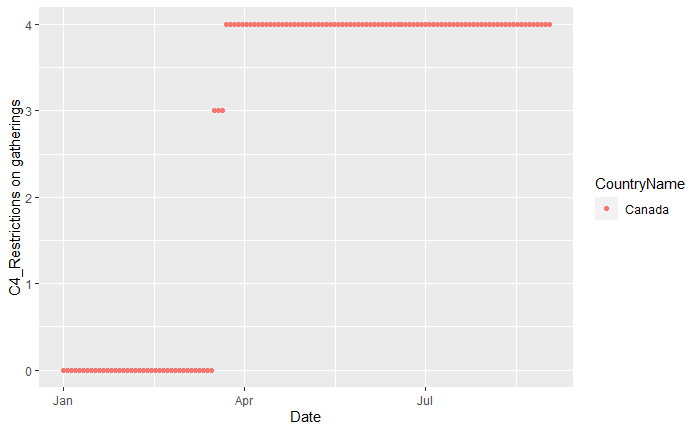 4
3
2
1
0
C4_Restrictions on gatherings
Jan
Apr
Jul
Date
CountryName
Canada